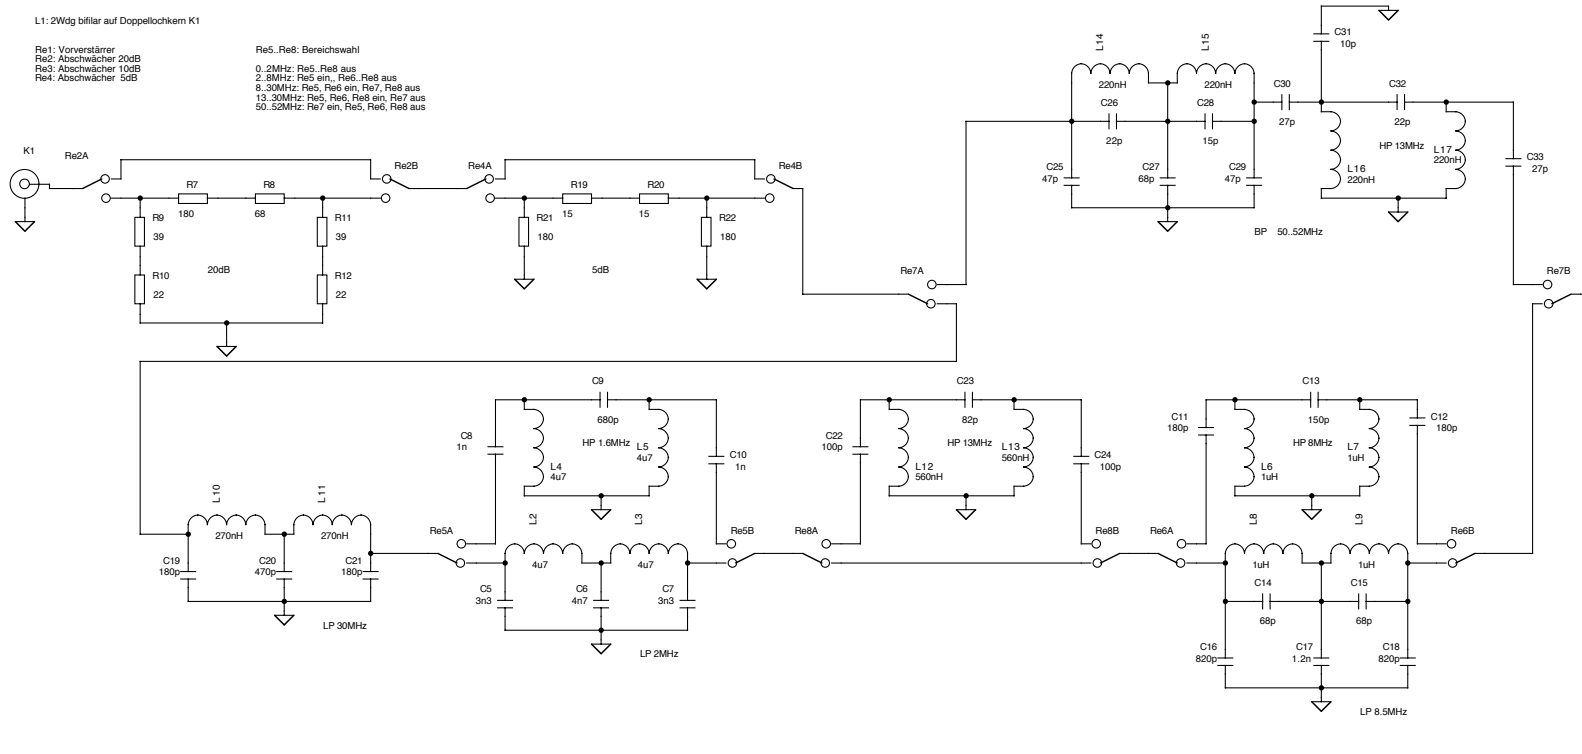 L1: 2Wdg bifilar auf Doppellochkern K1
Re1: Vorverstärrer
Re2: Abschwächer 20dB
Re3: Abschwächer 10dB
Re4: Abschwächer 5dB
Re5..Re8: Bereichswahl
0..2MHz: Re5..Re8 aus
2..8MHz: Re5 ein,, Re6..Re8 aus
8..30MHz: Re5, Re6 ein, Re7, Re8 aus
13..30MHz: Re5, Re6, Re8 ein, Re7 aus
50..52MHz: Re7 ein, Re5, Re6, Re8 aus
K1
Re2A
R7
180
R8
68
R9
39
R10
22
R11
39
R12
22
20dB
Re2B
Re4A
R19
15
R20
15
R21
180
R22
180
5dB
Re4B
Re7A
L14
220nH
L15
220nH
C26
22p
C28
15p
C25
47p
C27
68p
C29
47p
C30
27p
C31
10p
C32
22p
HP 13MHz
L16
220nH
L17
220nH
C33
27p
BP 50..52MHz
Re7B
L10
270nH
L11
270nH
C19
180p
C20
470p
C21
180p
LP 30MHz
Re5A
C8
1n
C9
680p
HP 1.6MHz
L4
4u7
L5
4u7
C10
1n
L2
4u7
L3
4u7
C5
3n3
C6
4n7
C7
3n3
LP 2MHz
Re5B
Re8A
C22
100p
C23
82p
HP 13MHz
L12
560nH
L13
560nH
C24
100p
Re8B
Re6A
C11
180p
C13
150p
HP 8MHz
L6
1uH
L7
1uH
C12
180p
L8
1uH
L9
1uH
C14
68p
C15
68p
C16
820p
C17
1.2n
C18
820p
LP 8.5MHz
Re6B